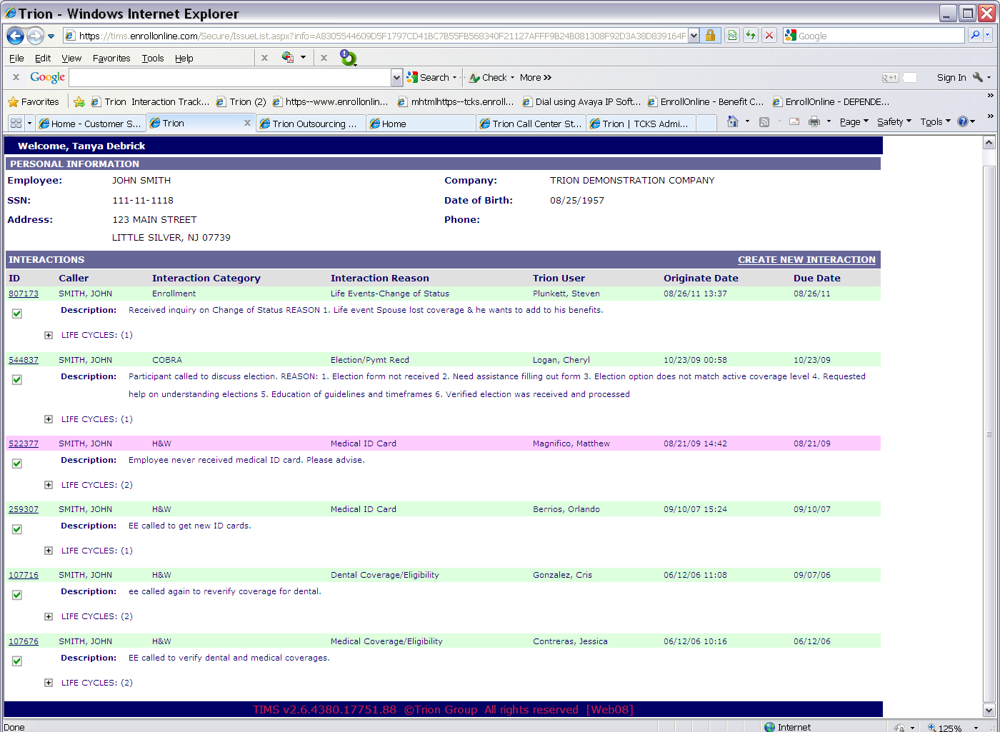 Trion - Windows Internet Explorer
https://tims.enrollonline.com/Secure/IssueList.aspx?info=A8305544609D5F1797CD41BC7B55FB568340F21127AFFF9B24B081308F92D3A38D839164F
Google
File Edit View Favorites Tools Help
Google Search Check More » g+1 Sign In
Favorites Trion Interaction Track... Trion (2) https--www.enrollonlin... mhtmlhttps--tcks.enroll... Dial using Avaya IP Soft... EnrollOnline - Benefit C... EnrollOnline - DEPENDE... »
Home - Customer S... Trion Trion Outsourcing ... Home Trion Call Center St... Trion | TCKS Admi... Page Safety Tools »
Welcome, Tanya Debrick
PERSONAL INFORMATION
Employee: JOHN SMITH Company: TRION DEMONSTRATION COMPANY
SSN: 111-11-1118 Date of Birth: 08/25/1957
Address: 123 MAIN STREET Phone:
LITTLE SILVER, NJ 07739
INTERACTIONS CREATE NEW INTERACTION
ID Caller Interaction Category Interaction Reason Trion User Originate Date Due Date
807173 SMITH, JOHN Enrollment Life Events-Change of Status Plunkett, Steven 08/26/11 13:37 08/26/11
Description: Received inquiry on Change of Status REASON 1. Life event Spouse lost coverage & he wants to add to his benefits.
LIFE CYCLES: (1)
544837 SMITH, JOHN COBRA Election/Pymt Recd Logan, Cheryl 10/23/09 00:58 10/23/09
Description: Participant called to discuss election. REASON: 1. Election form not received 2. Need assistance filling out form 3. Election option does not match active coverage level 4. Requested
help on understanding elections 5. Education of guidelines and timeframes 6. Verified election was received and processed
LIFE CYCLES: (1)
522377 SMITH, JOHN H&W Medical ID Card Magnifico, Matthew 08/21/09 14:42 08/21/09
Description: Employee never received medical ID card. Please advise.
LIFE CYCLES: (2)
259307 SMITH, JOHN H&W Medical ID Card Berrios, Orlando 09/10/07 15:24 09/10/07
Description: EE called to get new ID cards.
LIFE CYCLES: (1)
107716 SMITH, JOHN H&W Dental Coverage/Eligibility Gonzalez, Cris 06/12/06 11:08 09/07/06
Description: ee called again to reverify coverage for dental.
LIFE CYCLES: (2)
107676 SMITH, JOHN H&W Medical Coverage/Eligibility Contreras, Jessica 06/12/06 10:16 06/12/06
Description: EE called to verify dental and medical coverages.
LIFE CYCLES: (2)
TIMS v2.6.4380.17751.88 ©Trion Group All rights reserved [Web08]
Done Internet 125%